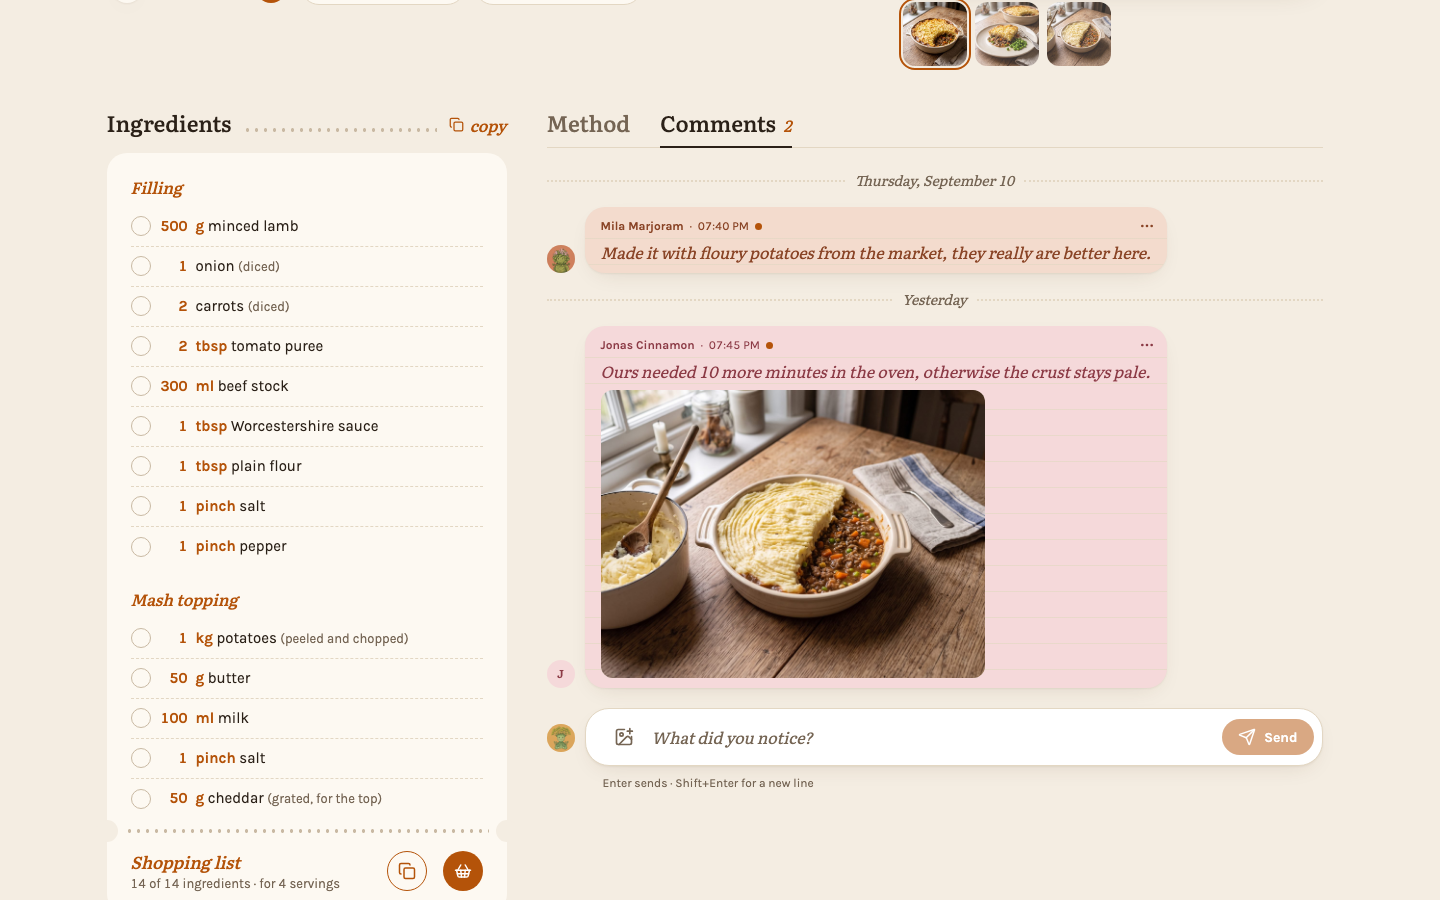 Ingredients
copy
Filling
500 g minced lamb
1 onion (diced)
2 carrots (diced)
2 tbsp tomato puree
300 ml beef stock
1 tbsp Worcestershire sauce
1 tbsp plain flour
1 pinch salt
1 pinch pepper
Mash topping
1 kg potatoes (peeled and chopped)
50 g butter
100 ml milk
1 pinch salt
50 g cheddar (grated, for the top)
Shopping list
14 of 14 ingredients · for 4 servings
Method
Comments 2
Thursday, September 10
Mila Marjoram · 07:40 PM
Made it with floury potatoes from the market, they really are better here.
Yesterday
Jonas Cinnamon · 07:45 PM
Ours needed 10 more minutes in the oven, otherwise the crust stays pale.
J
What did you notice?
Send
Enter sends · Shift+Enter for a new line